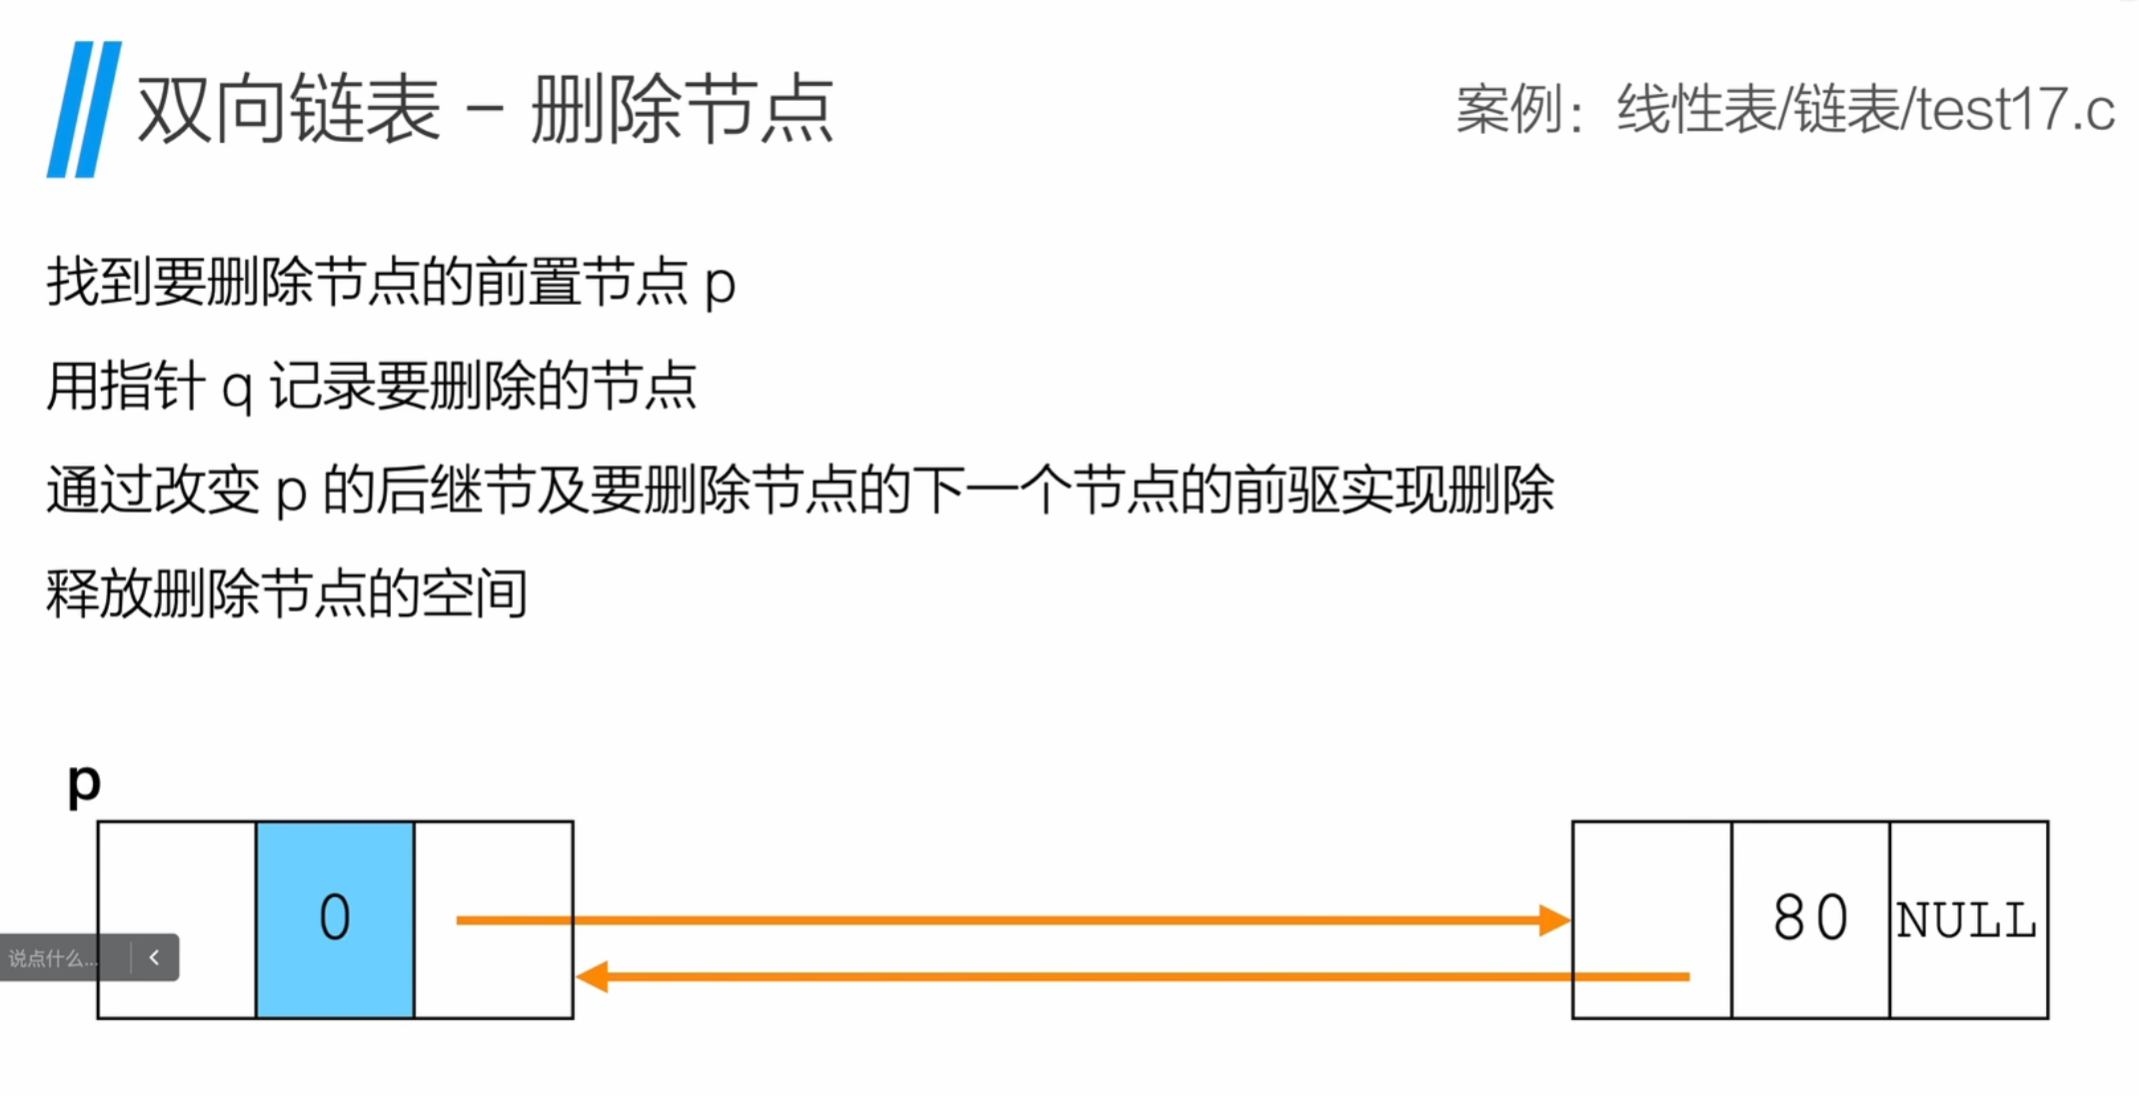 双向链表 – 删除节点
案例：线性表/链表/test17.c
找到要删除节点的前置节点 p
用指针 q 记录要删除的节点
通过改变 p 的后继节及要删除节点的下一个节点的前驱实现删除
释放删除节点的空间
p
0
80
NULL
说点什么...